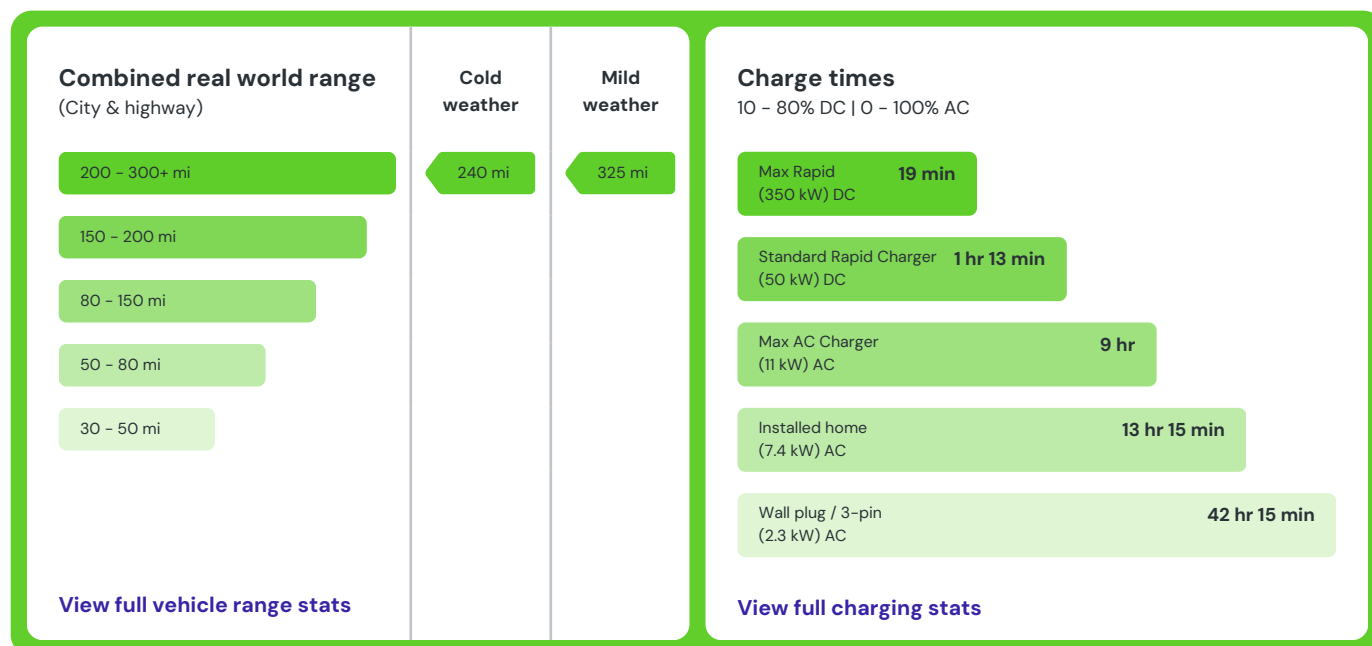 Combined real world range
(City & highway)
Cold
weather
Mild
weather
200 - 300+ mi
240 mi
325 mi
150 - 200 mi
80 - 150 mi
50 - 80 mi
30 - 50 mi
View full vehicle range stats
Charge times
10 - 80% DC | 0 - 100% AC
Max Rapid
(350 kW) DC
19 min
Standard Rapid Charger
(50 kW) DC
1 hr 13 min
Max AC Charger
(11 kW) AC
9 hr
Installed home
(7.4 kW) AC
13 hr 15 min
Wall plug / 3-pin
(2.3 kW) AC
42 hr 15 min
View full charging stats